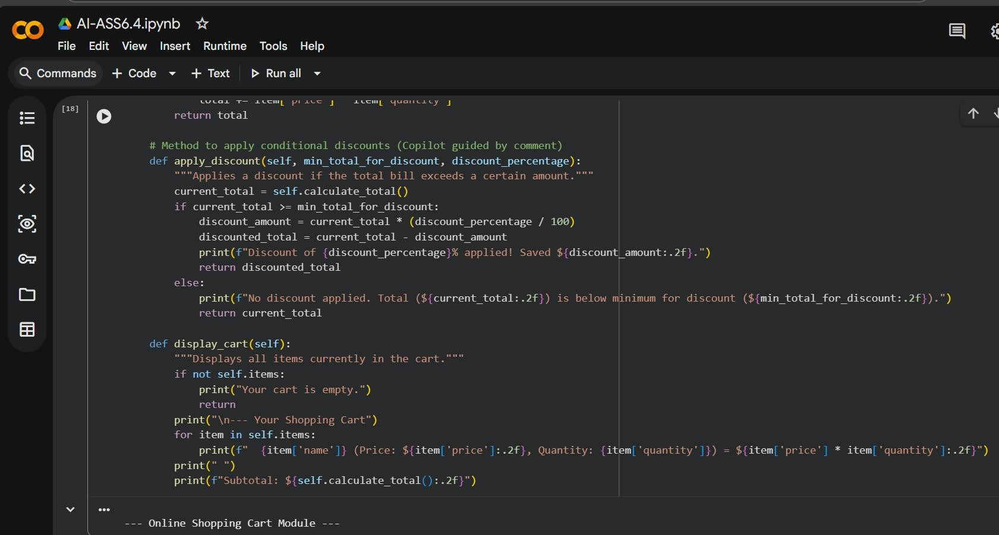 AI-ASS6.4.ipynb
File Edit View Insert Runtime Tools Help
Commands + Code + Text Run all
[18]
total += item['price'] * item['quantity']
return total
# Method to apply conditional discounts (Copilot guided by comment)
def apply_discount(self, min_total_for_discount, discount_percentage):
"""Applies a discount if the total bill exceeds a certain amount."""
current_total = self.calculate_total()
if current_total >= min_total_for_discount:
discount_amount = current_total * (discount_percentage / 100)
discounted_total = current_total - discount_amount
print(f"Discount of {discount_percentage}% applied! Saved ${discount_amount:.2f}.")
return discounted_total
else:
print(f"No discount applied. Total (${current_total:.2f}) is below minimum for discount (${min_total_for_discount:.2f}).")
return current_total
def display_cart(self):
"""Displays all items currently in the cart."""
if not self.items:
print("Your cart is empty.")
return
print("\n--- Your Shopping Cart")
for item in self.items:
print(f"  {item['name']} (Price: ${item['price']:.2f}, Quantity: {item['quantity']}) = ${item['price'] * item['quantity']:.2f}")
print(" ")
print(f"Subtotal: ${self.calculate_total():.2f}")
--- Online Shopping Cart Module ---